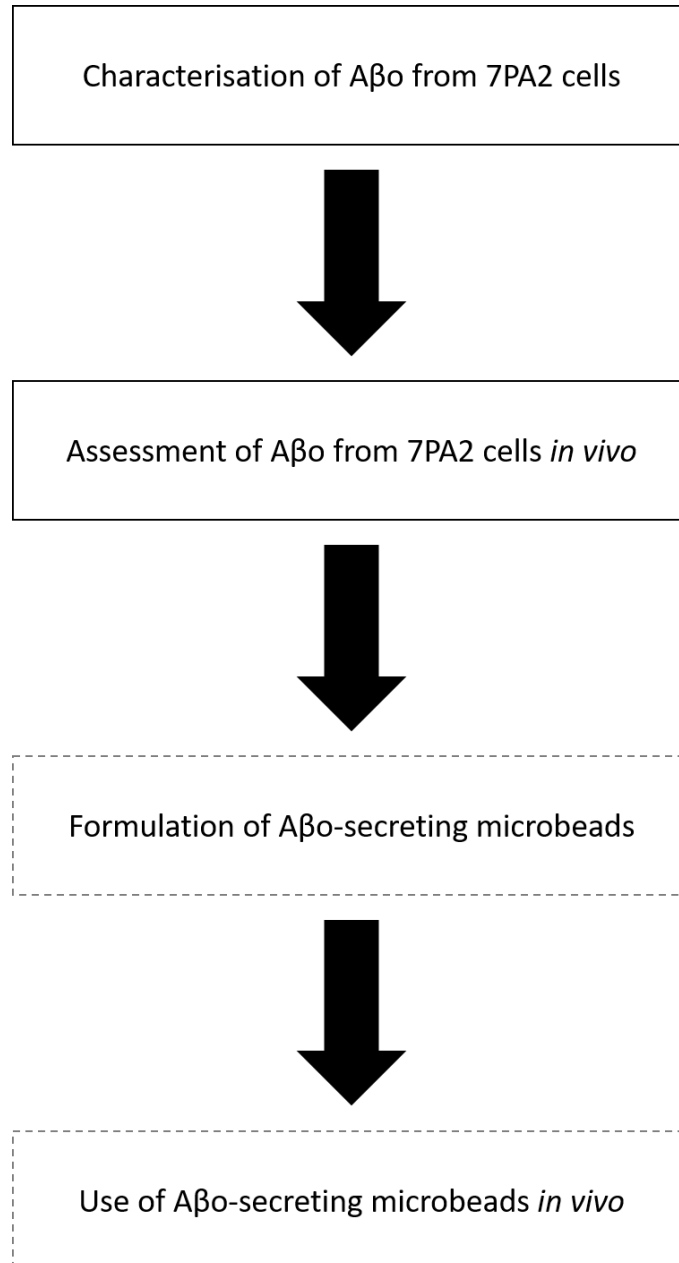 Characterisation of Aβo from 7PA2 cells
Assessment of Aβo from 7PA2 cells in vivo
Formulation of Aβo-secreting microbeads
Use of Aβo-secreting microbeads in vivo